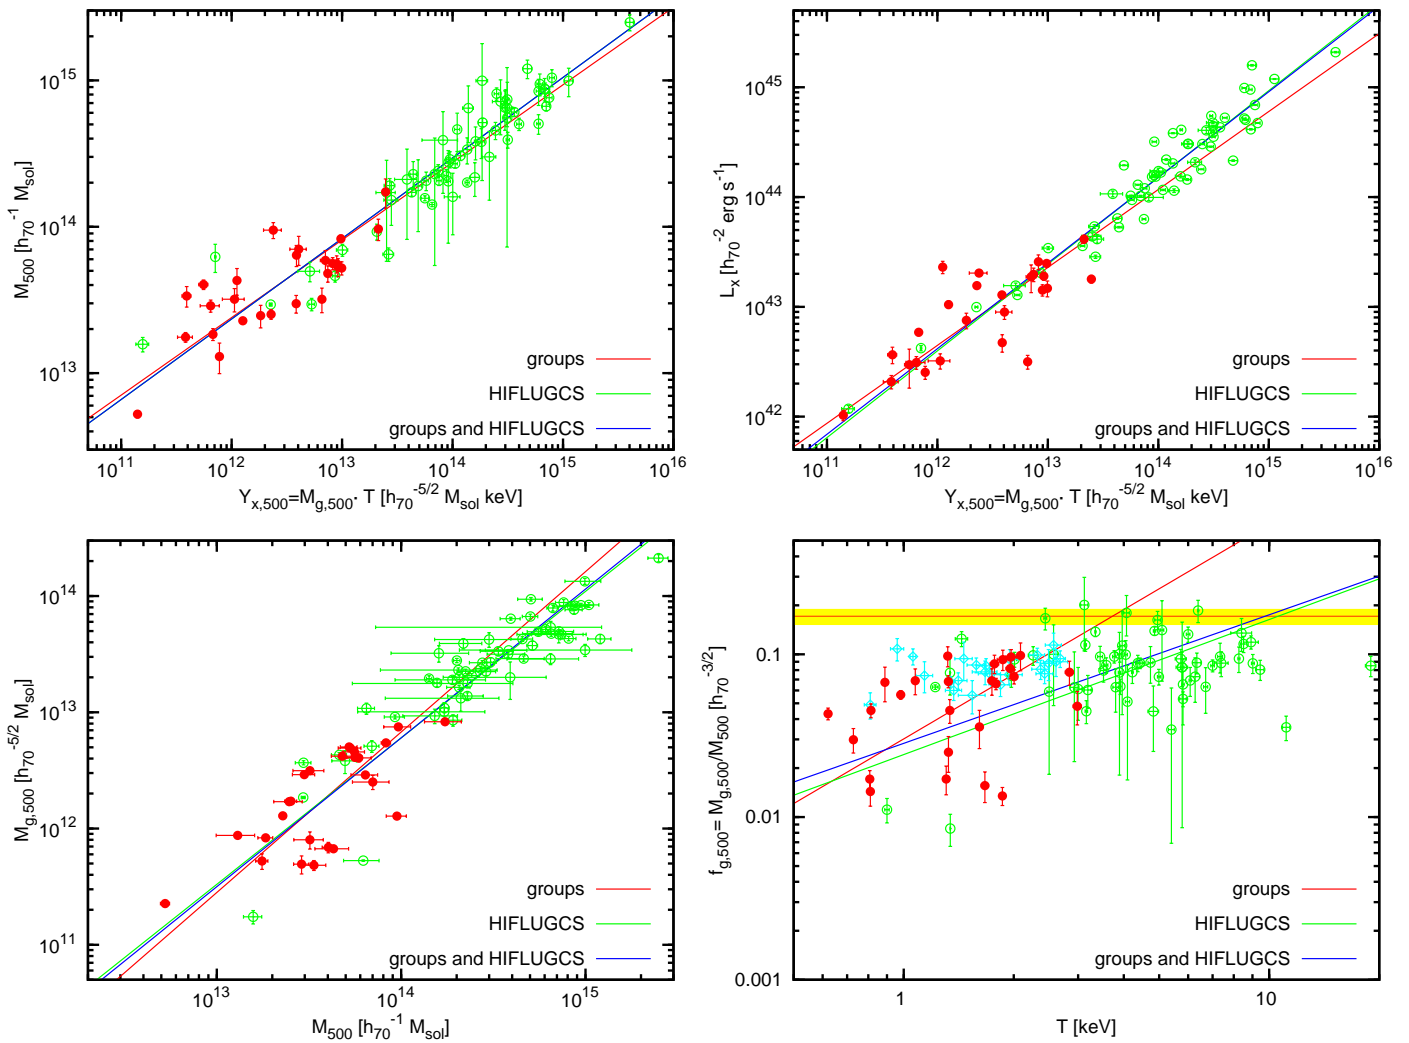 M500 [h70^-1 Msol]
10^15
10^14
10^13
groups
HIFLUGCS
groups and HIFLUGCS
10^11 10^12 10^13 10^14 10^15 10^16
Yx,500=Mg,500· T [h70^-5/2 Msol keV]
Lx [h70^-2 erg s^-1]
10^45
10^44
10^43
10^42
groups
HIFLUGCS
groups and HIFLUGCS
10^11 10^12 10^13 10^14 10^15 10^16
Yx,500=Mg,500· T [h70^-5/2 Msol keV]
Mg,500 [h70^-5/2 Msol]
10^14
10^13
10^12
10^11
groups
HIFLUGCS
groups and HIFLUGCS
10^13 10^14 10^15
M500 [h70^-1 Msol]
fg,500= Mg,500/M500 [h70^-3/2]
0.1
0.01
0.001
groups
HIFLUGCS
groups and HIFLUGCS
1 10
T [keV]